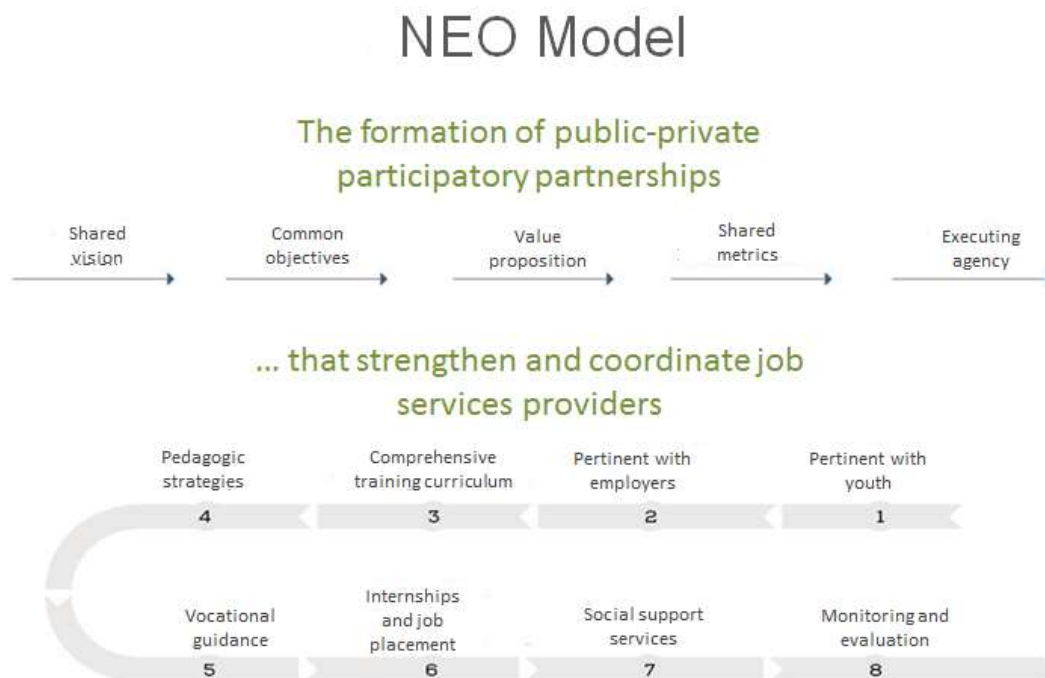 NEO Model
The formation of public-private
participatory partnerships
Shared
vision
Common
objectives
Value
proposition
Shared
metrics
Executing
agency
... that strengthen and coordinate job
services providers
Pedagogic
strategies
Comprehensive
training curriculum
Pertinent with
employers
Pertinent with
youth
4
3
2
1
Vocational
guidance
Internships
and job
placement
Social support
services
Monitoring and
evaluation
5
6
7
8